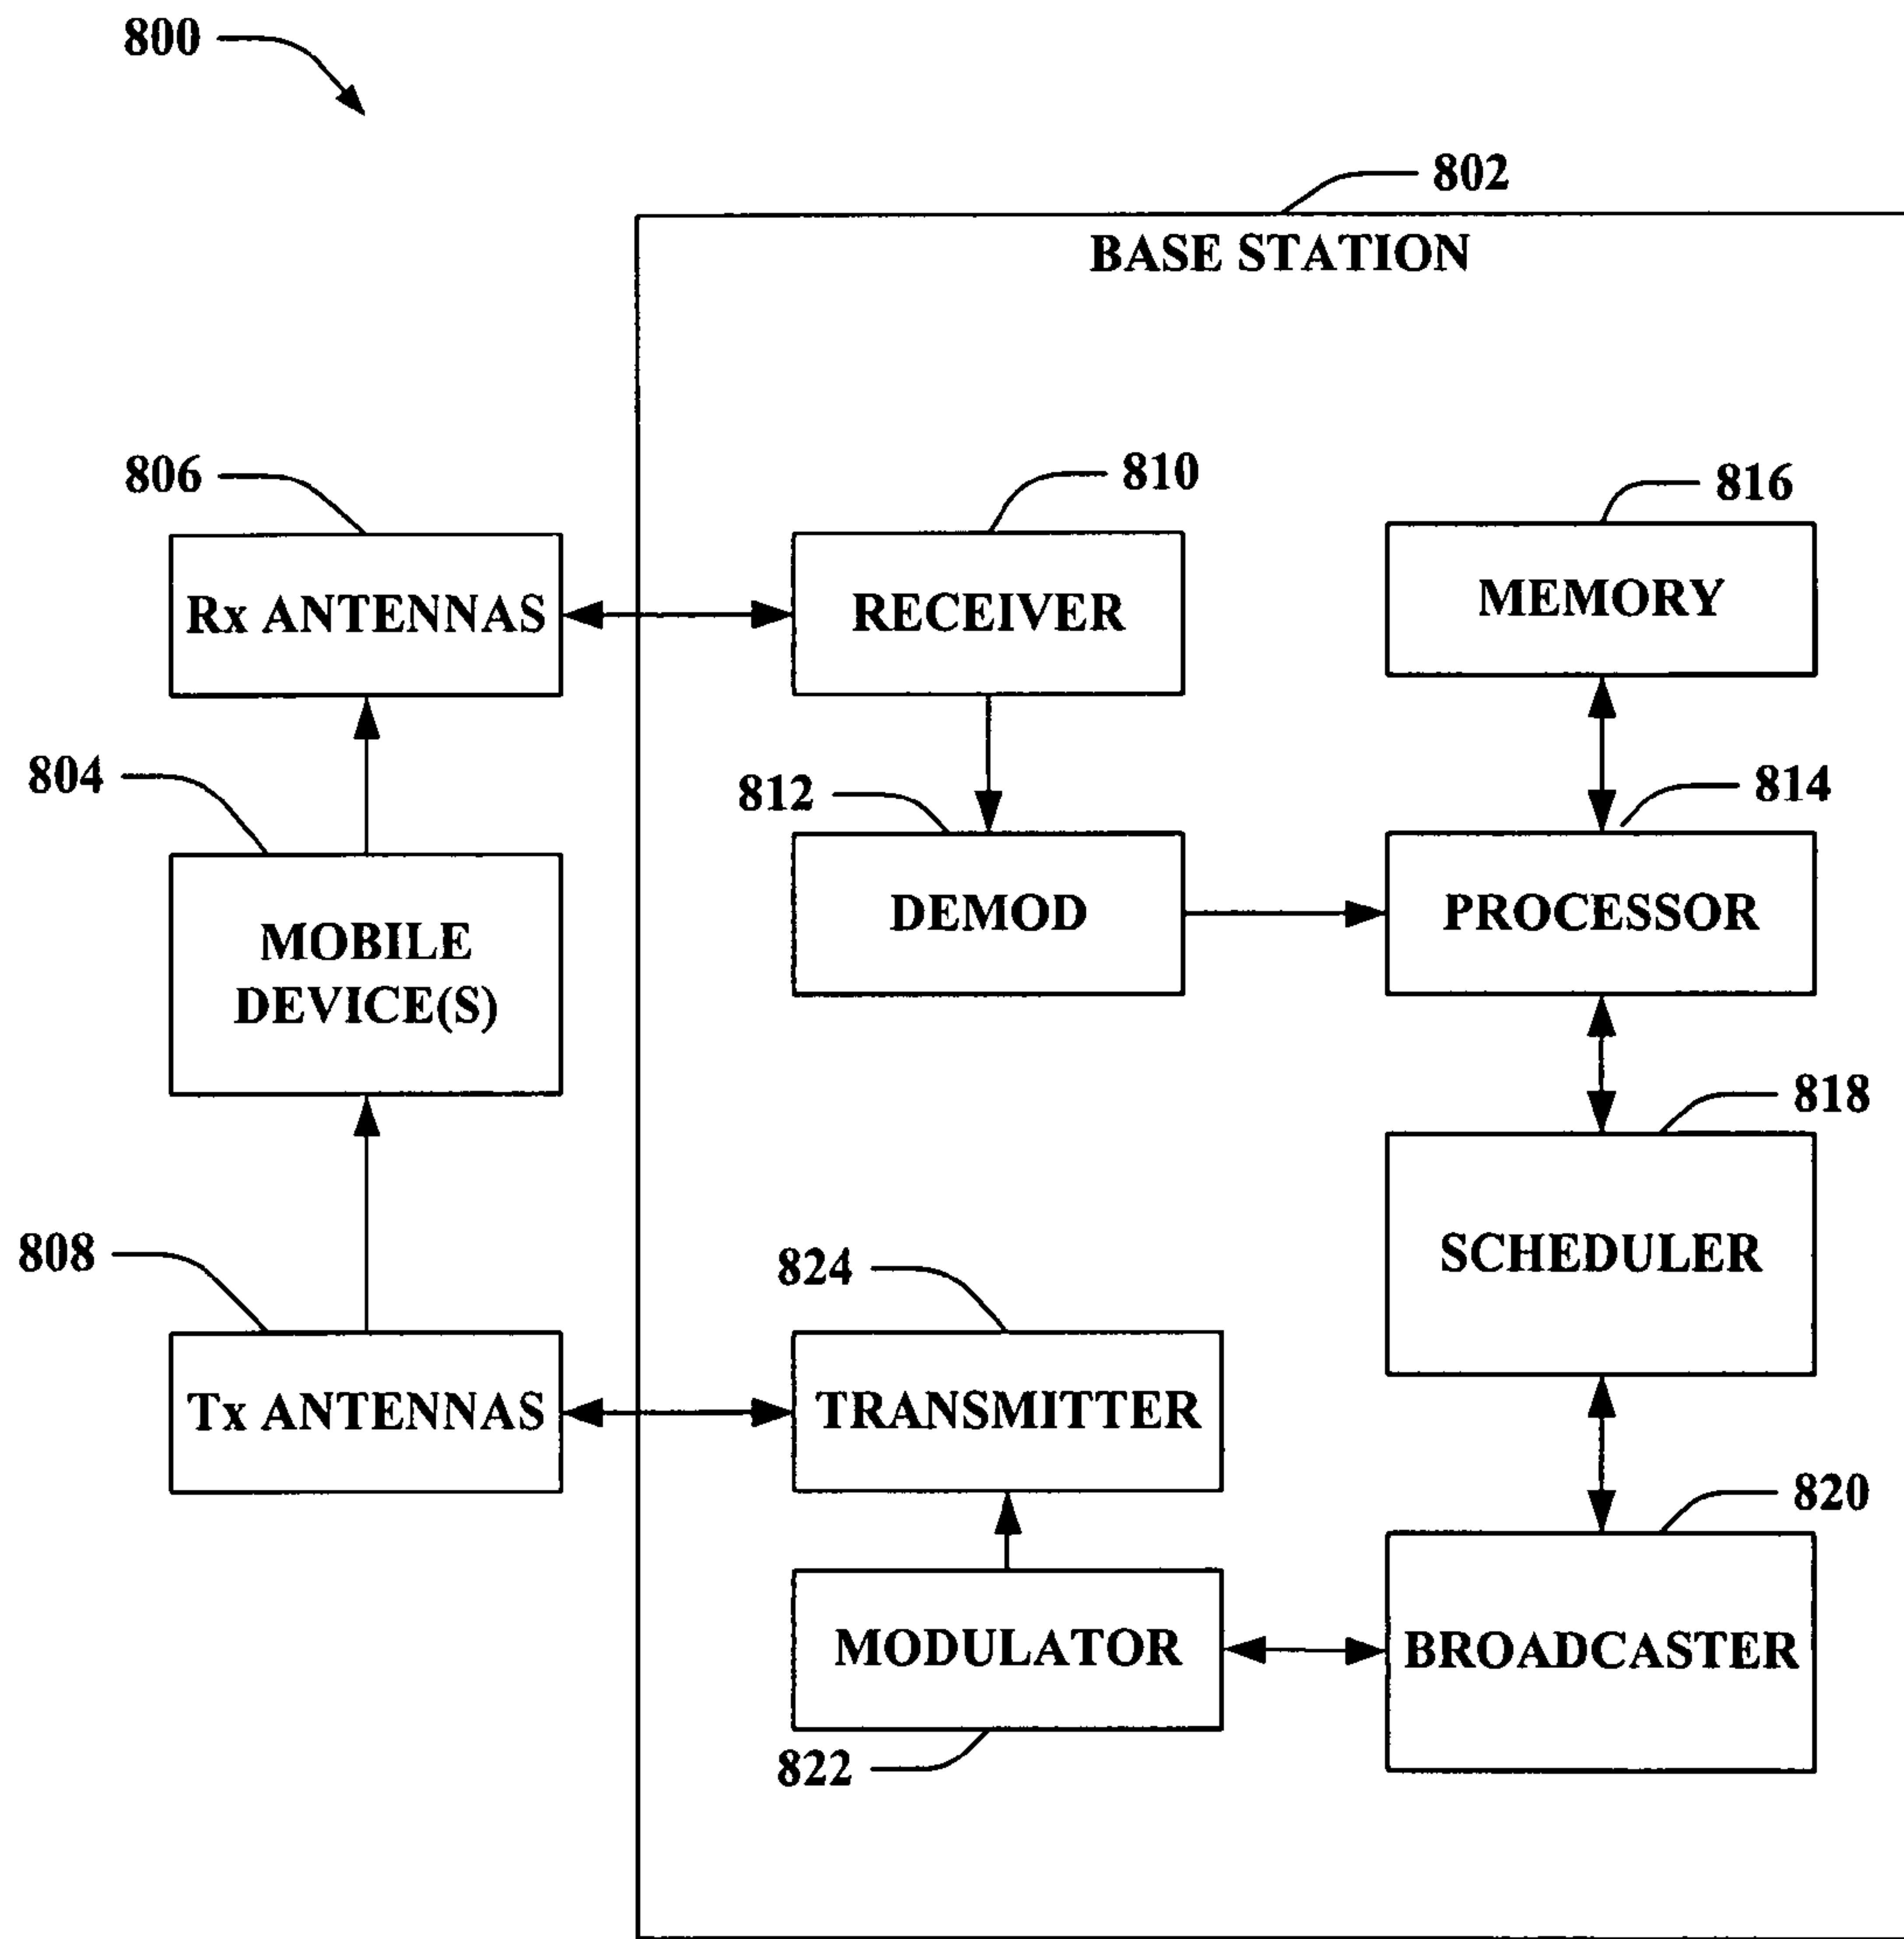 800
802
BASE STATION
806
810
816
Rx ANTENNAS
RECEIVER
MEMORY
804
812
814
MOBILE
DEVICE(S)
DEMOD
PROCESSOR
818
808
824
SCHEDULER
Tx ANTENNAS
TRANSMITTER
820
MODULATOR
BROADCASTER
822